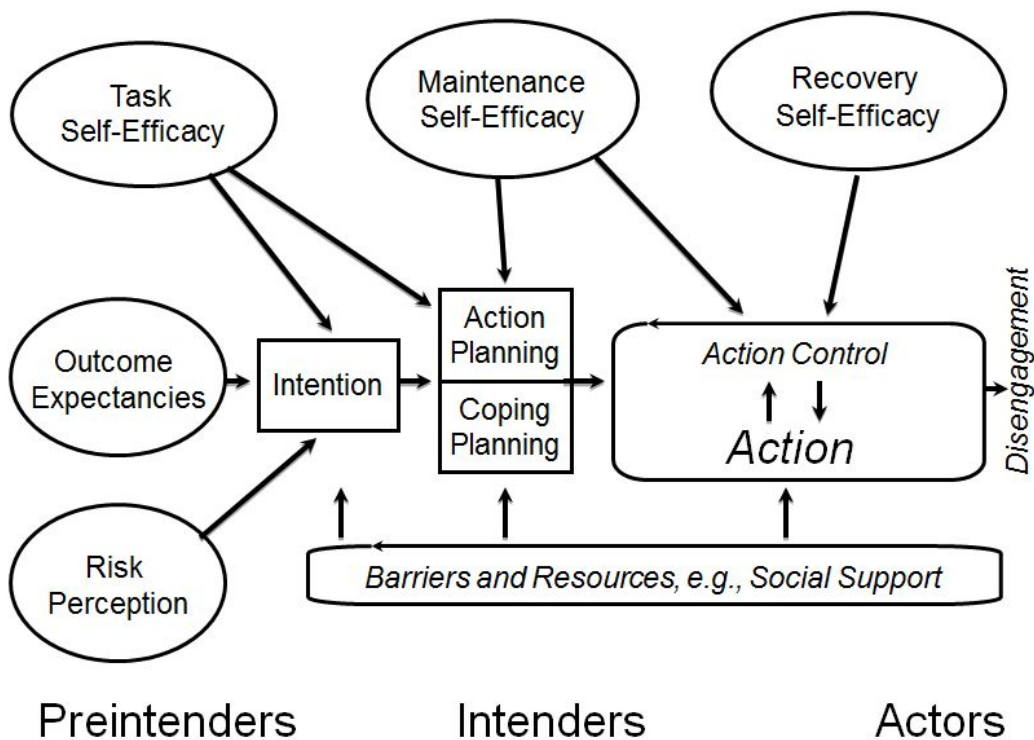 Task
Self-Efficacy
Maintenance
Self-Efficacy
Recovery
Self-Efficacy
Outcome
Expectancies
Intention
Action
Planning
Coping
Planning
Action Control
Action
Disengagement
Risk
Perception
Barriers and Resources, e.g., Social Support
Preintenders
Intenders
Actors